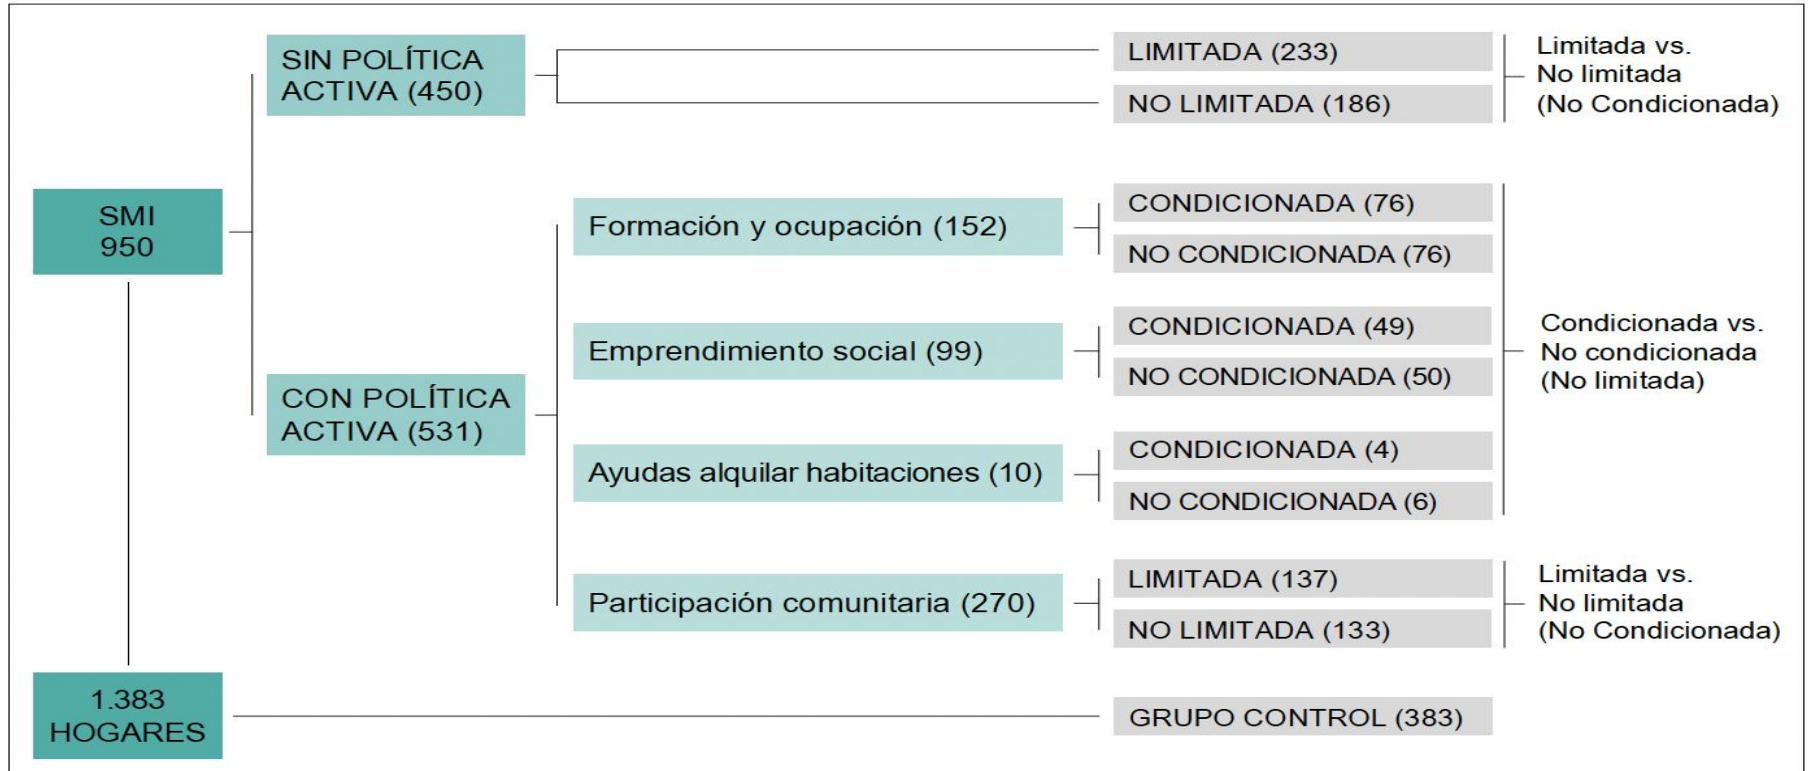 SIN POLÍTICA
ACTIVA (450)
LIMITADA (233)
NO LIMITADA (186)
Limitada vs.
No limitada
(No Condicionada)
SMI
950
CON POLÍTICA
ACTIVA (531)
Formación y ocupación (152)
CONDICIONADA (76)
NO CONDICIONADA (76)
Emprendimiento social (99)
CONDICIONADA (49)
NO CONDICIONADA (50)
Ayudas alquilar habitaciones (10)
CONDICIONADA (4)
NO CONDICIONADA (6)
Condicionada vs.
No condicionada
(No limitada)
Participación comunitaria (270)
LIMITADA (137)
NO LIMITADA (133)
Limitada vs.
No limitada
(No Condicionada)
1.383
HOGARES
GRUPO CONTROL (383)